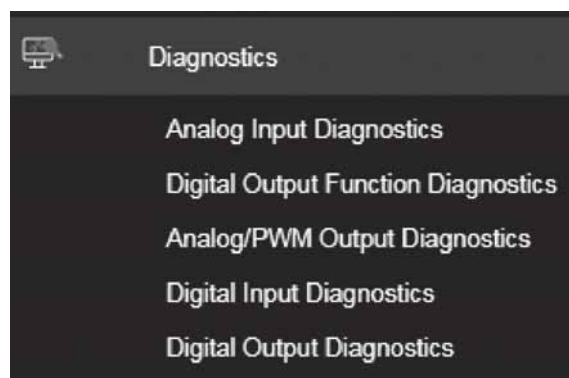 Diagnostics
Analog Input Diagnostics
Digital Output Function Diagnostics
Analog/PWM Output Diagnostics
Digital Input Diagnostics
Digital Output Diagnostics